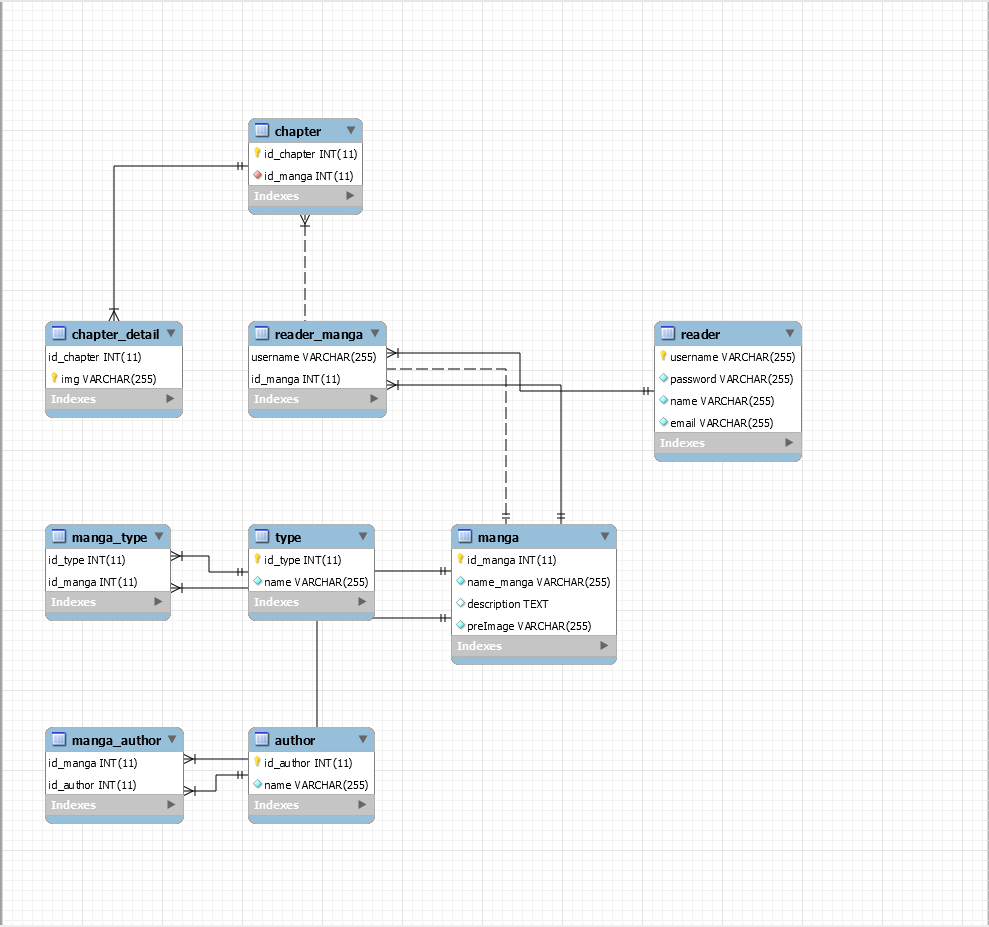 chapter
id_chapter INT(11)
id_manga INT(11)
Indexes
chapter_detail
id_chapter INT(11)
img VARCHAR(255)
Indexes
reader_manga
username VARCHAR(255)
id_manga INT(11)
Indexes
reader
username VARCHAR(255)
password VARCHAR(255)
name VARCHAR(255)
email VARCHAR(255)
Indexes
manga_type
id_type INT(11)
id_manga INT(11)
Indexes
type
id_type INT(11)
name VARCHAR(255)
Indexes
manga
id_manga INT(11)
name_manga VARCHAR(255)
description TEXT
preImage VARCHAR(255)
Indexes
manga_author
id_manga INT(11)
id_author INT(11)
Indexes
author
id_author INT(11)
name VARCHAR(255)
Indexes